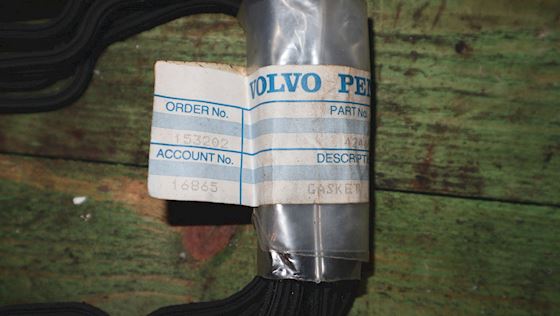 VOLVO PEN
ORDER No. PART No.
153202
ACCOUNT No. DESCRIPT
16865 GASKET